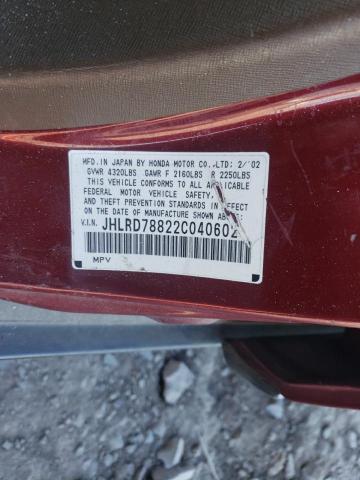 MFD.IN JAPAN BY HONDA MOTOR CO.,LTD: 2/02
GVWR 4320LBS GAWR F 2160LBS R 2250LBS
THIS VEHICLE CONFORMS TO ALL APPLICABLE
FEDERAL MOTOR VEHICLE SAFETY,
AND THEFT PREVENTION STANDARDS IN EFFECT
ON THE DATE OF MANUFACTURE SHOWN ABOVE.
V.I.N. JHLRD78822C040602
MPV